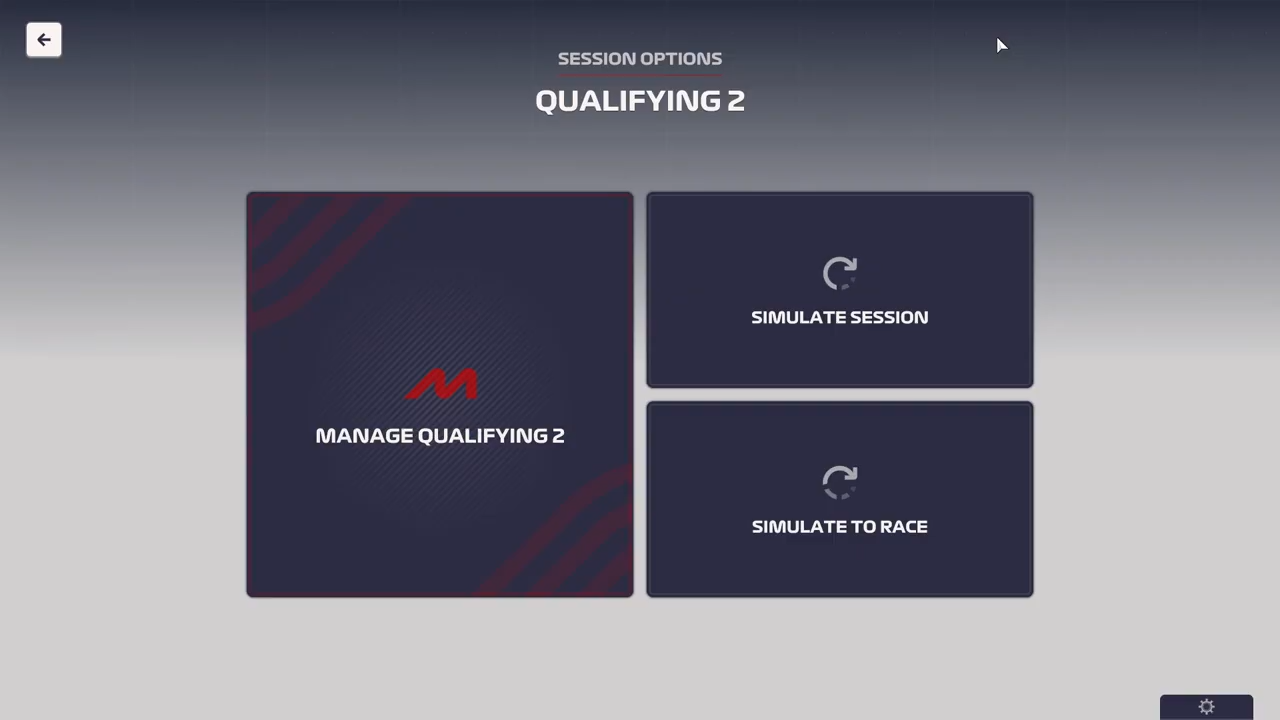 SESSION OPTIONS
QUALIFYING 2
MANAGE QUALIFYING 2
SIMULATE SESSION
SIMULATE TO RACE